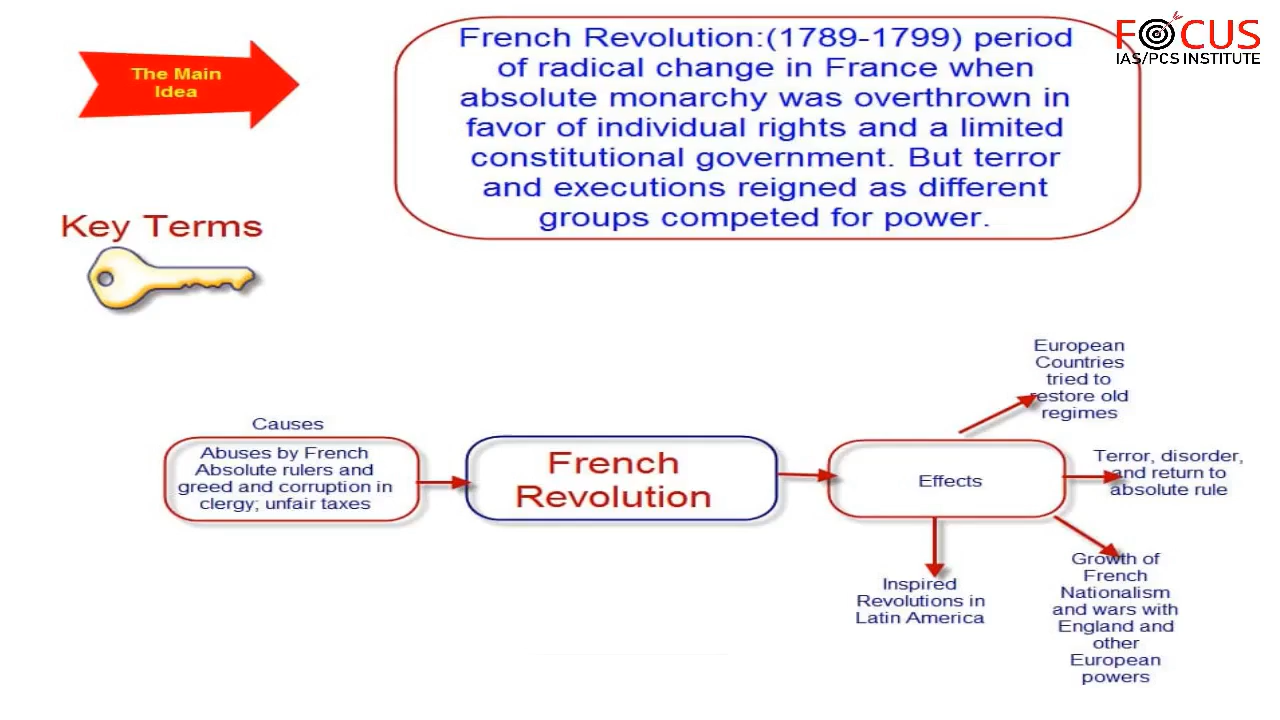 The Main
Idea
French Revolution:(1789-1799) period
of radical change in France when
absolute monarchy was overthrown in
favor of individual rights and a limited
constitutional government. But terror
and executions reigned as different
groups competed for power.
FOCUS
IAS/PCS INSTITUTE
Key Terms
Causes
Abuses by French
Absolute rulers and
greed and corruption in
clergy; unfair taxes
French
Revolution
Effects
European
Countries
tried to
restore old
regimes
Terror, disorder,
and return to
absolute rule
Growth of
French
Nationalism
and wars with
England and
other
European
powers
Inspired
Revolutions in
Latin America